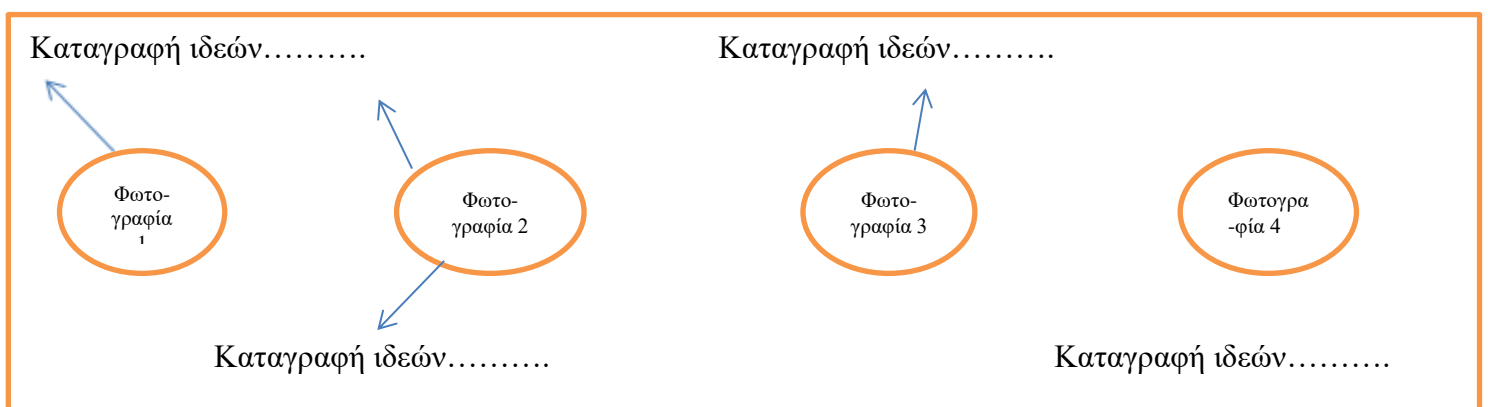 Καταγραφή ιδεών……….
Καταγραφή ιδεών……….
Φωτο-
γραφία
1
Φωτο-
γραφία 2
Φωτο-
γραφία 3
Φωτογρα
-φία 4
Καταγραφή ιδεών……….
Καταγραφή ιδεών……….